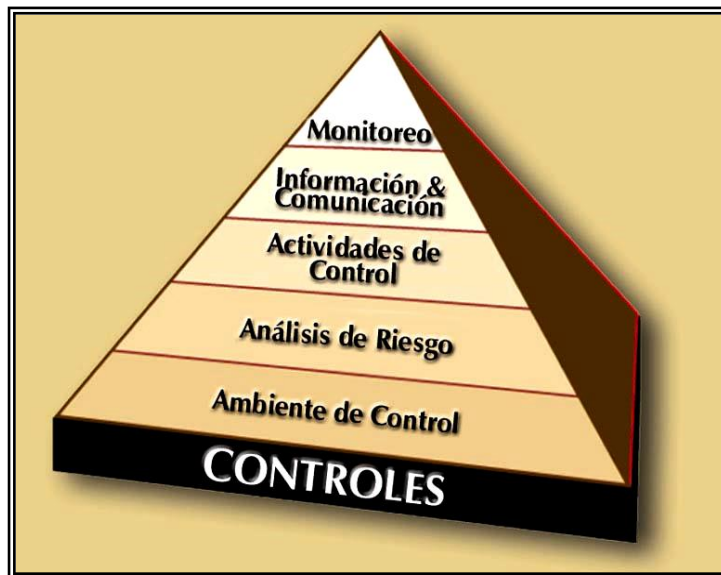 Monitoreo
Información &
Comunicación
Actividades de
Control
Análisis de Riesgo
Ambiente de Control
CONTROLES